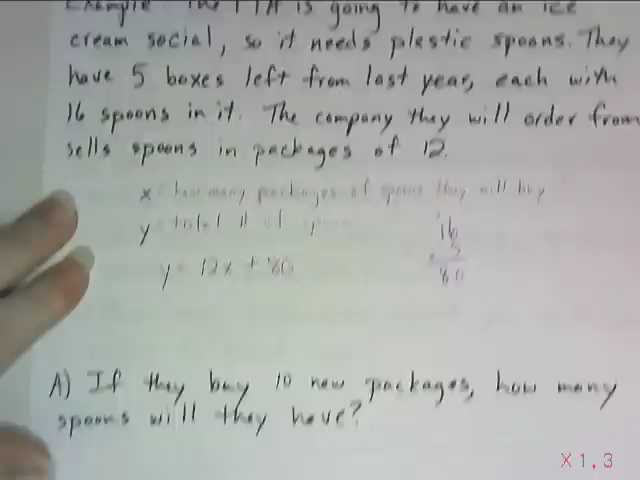 Example The PTA is going to have an ice
cream social, so it needs plastic spoons. They
have 5 boxes left from last year, each with
16 spoons in it. The company they will order from
sells spoons in packages of 12.
x = how many packages of spoons they will buy
y = total # of spoons
16
y = 12x + 80
x 5
80
A) If they buy 10 new packages, how many
spoons will they have?
X1.3